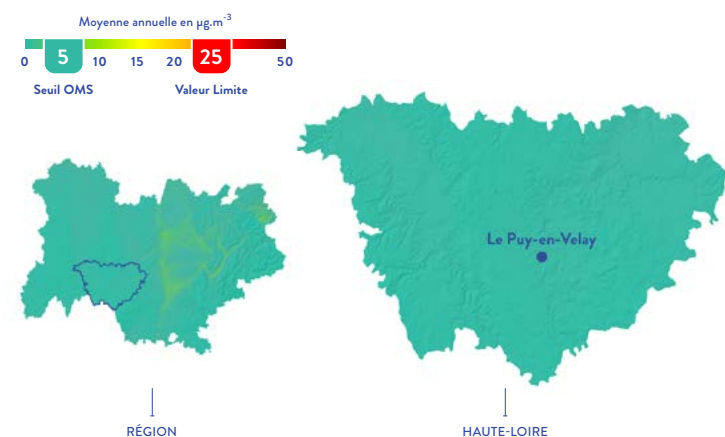 Moyenne annuelle en µg.m-3
0 5 10 15 20 25 50
Seuil OMS Valeur Limite
Le Puy-en-Velay
RÉGION HAUTE-LOIRE